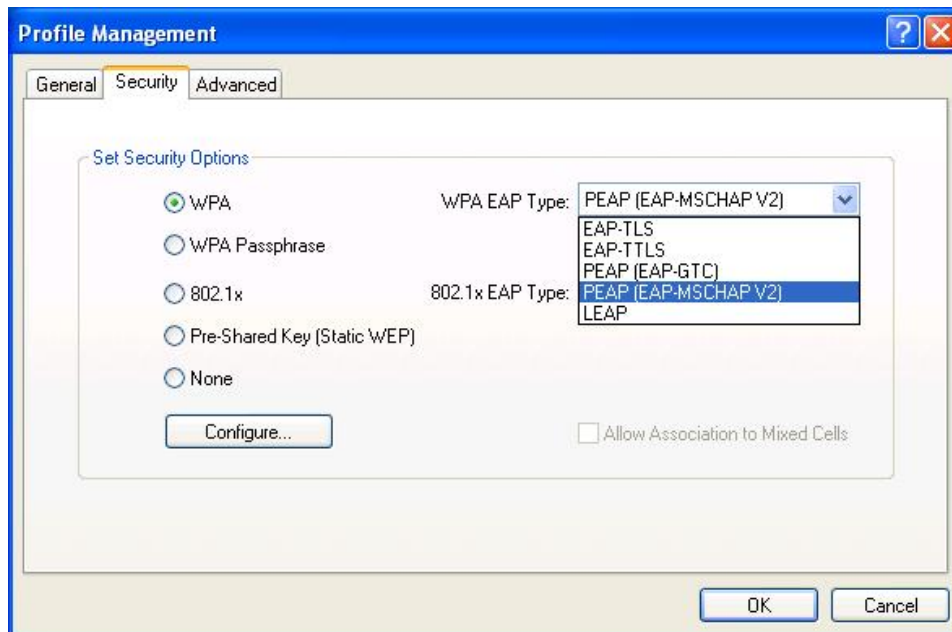 Profile Management
General Security Advanced
Set Security Options
WPA WPA EAP Type: PEAP (EAP-MSCHAP V2)
EAP-TLS
WPA Passphrase EAP-TTLS
PEAP (EAP-GTC)
802.1x 802.1x EAP Type: PEAP (EAP-MSCHAP V2)
LEAP
Pre-Shared Key (Static WEP)
None
Configure... Allow Association to Mixed Cells
OK Cancel